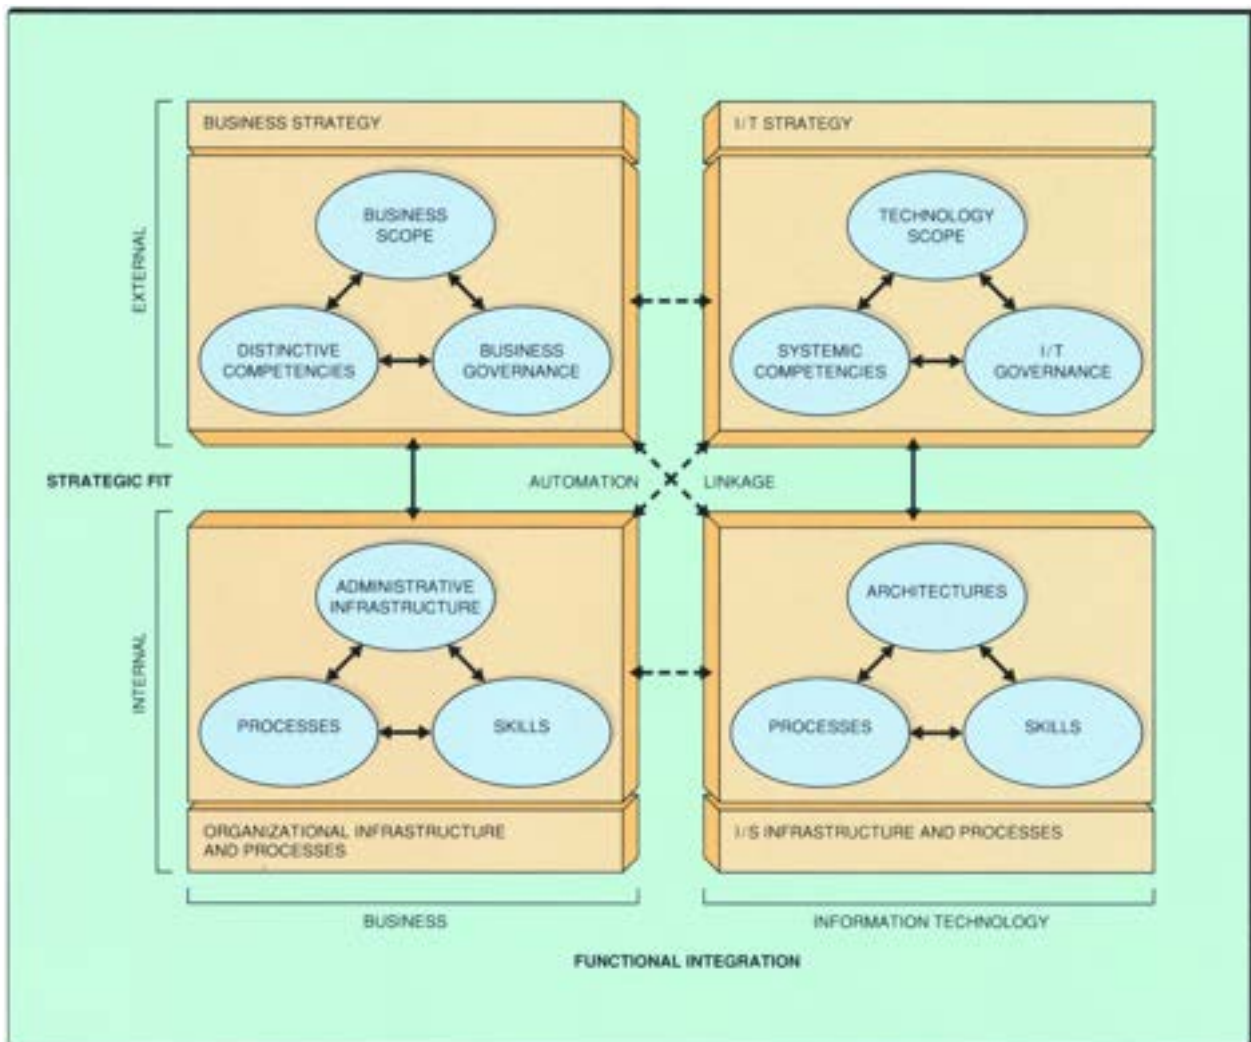 BUSINESS STRATEGY
I/T STRATEGY
EXTERNAL
BUSINESS
SCOPE
DISTINCTIVE
COMPETENCIES
BUSINESS
GOVERNANCE
TECHNOLOGY
SCOPE
SYSTEMIC
COMPETENCIES
I/T
GOVERNANCE
STRATEGIC FIT
AUTOMATION
LINKAGE
INTERNAL
ADMINISTRATIVE
INFRASTRUCTURE
PROCESSES
SKILLS
ARCHITECTURES
PROCESSES
SKILLS
ORGANIZATIONAL INFRASTRUCTURE
AND PROCESSES
I/S INFRASTRUCTURE AND PROCESSES
BUSINESS
INFORMATION TECHNOLOGY
FUNCTIONAL INTEGRATION